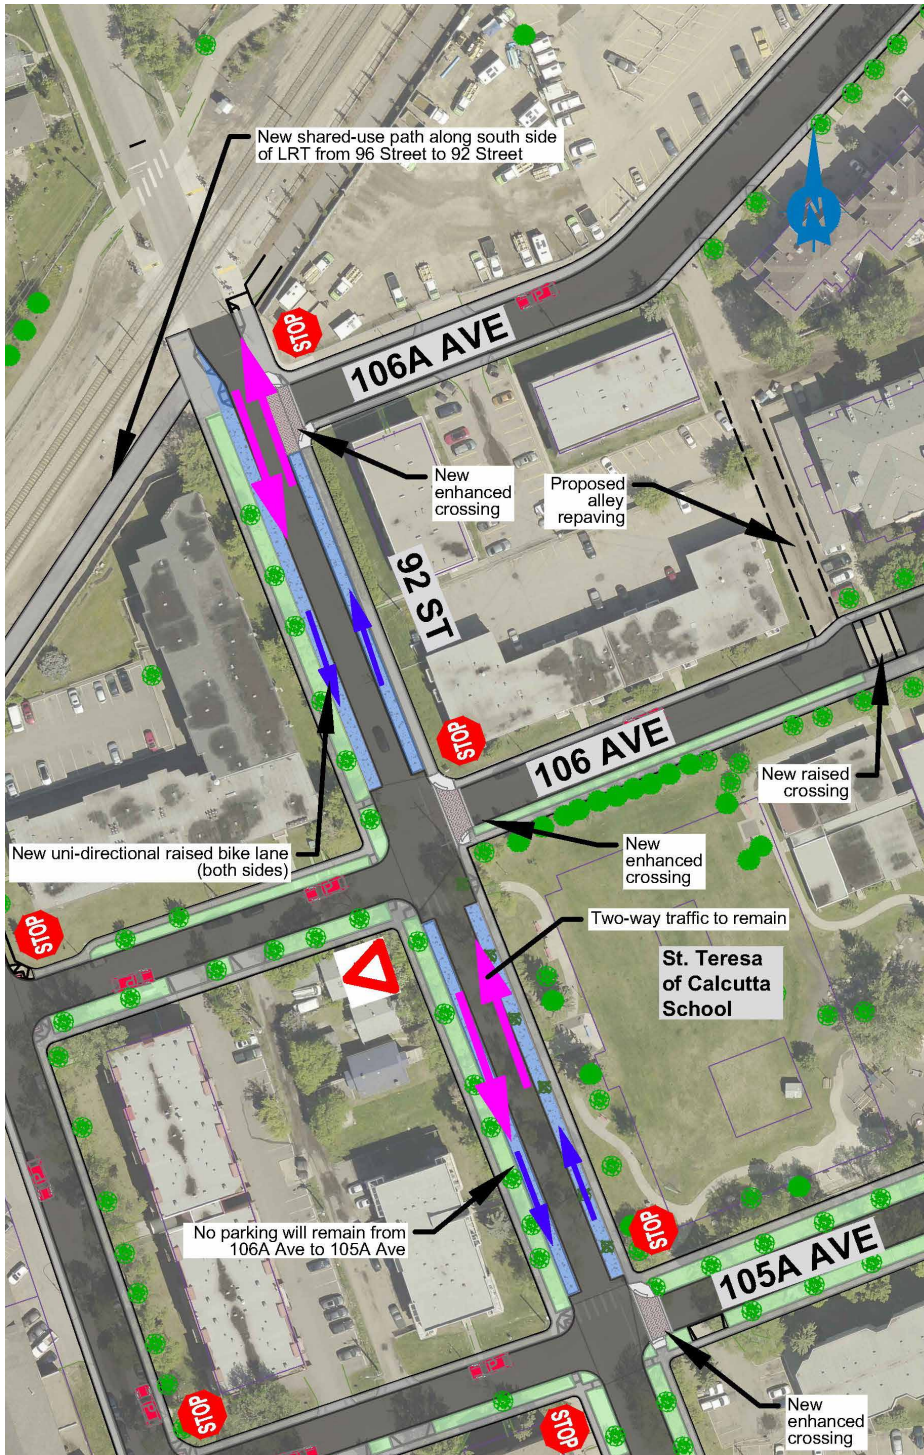 New shared-use path along south side
of LRT from 96 Street to 92 Street
N
STOP
106A AVE
New
enhanced
crossing
Proposed
alley
repaving
92 ST
STOP
106 AVE
New raised
crossing
New uni-directional raised bike lane
(both sides)
New
enhanced
crossing
Two-way traffic to remain
STOP
St. Teresa
of Calcutta
School
No parking will remain from
106A Ave to 105A Ave
STOP
105A AVE
STOP
STOP
New
enhanced
crossing